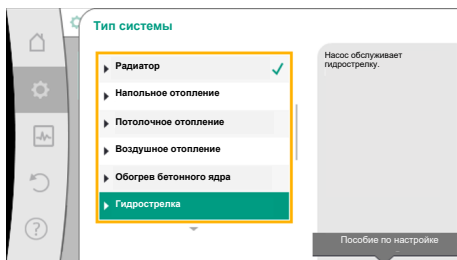 Тип системы
Радиатор
Напольное отопление
Потолочное отопление
Воздушное отопление
Обогрев бетонного ядра
Гидрострелка
Насос обслуживает
гидрострелку.
Пособие по настройке
?